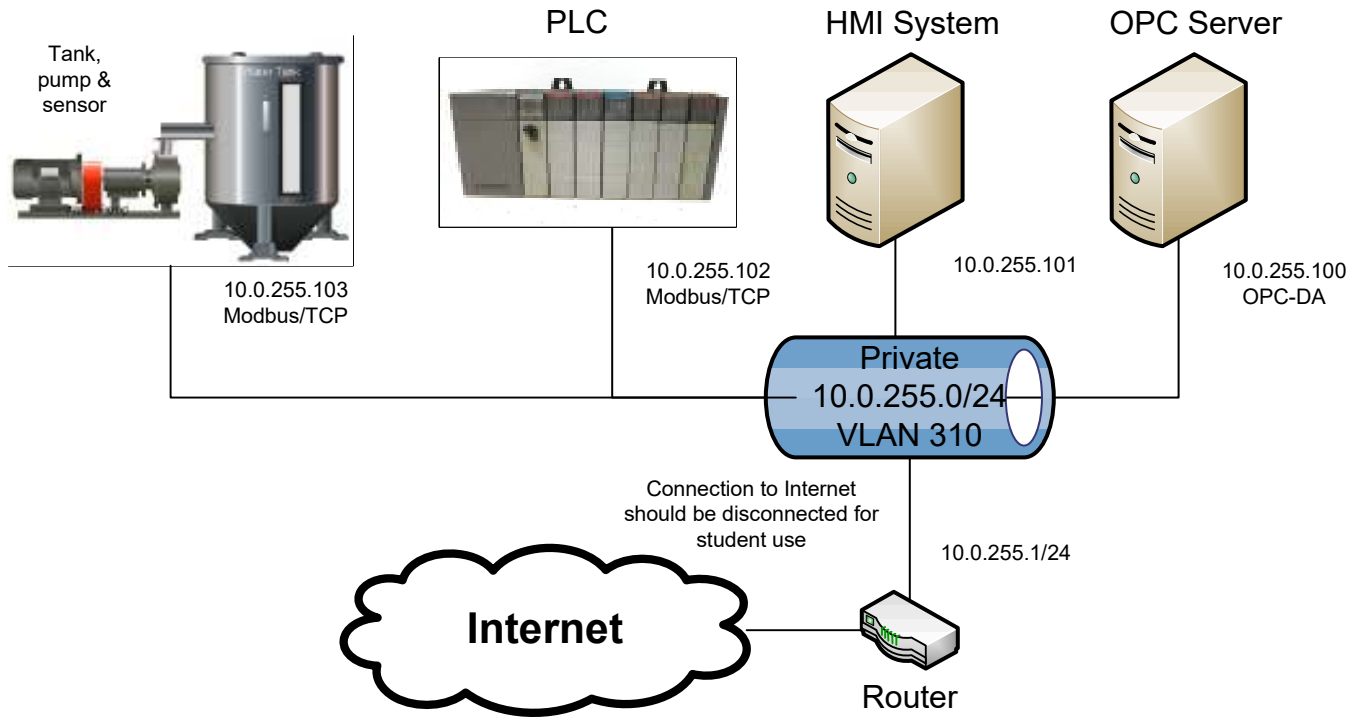 PLC
HMI System
OPC Server
Tank,
pump &
sensor
Water Tank
10.0.255.103
Modbus/TCP
10.0.255.102
Modbus/TCP
10.0.255.101
10.0.255.100
OPC-DA
Private
10.0.255.0/24
VLAN 310
Connection to Internet
should be disconnected for
student use
10.0.255.1/24
Internet
Router